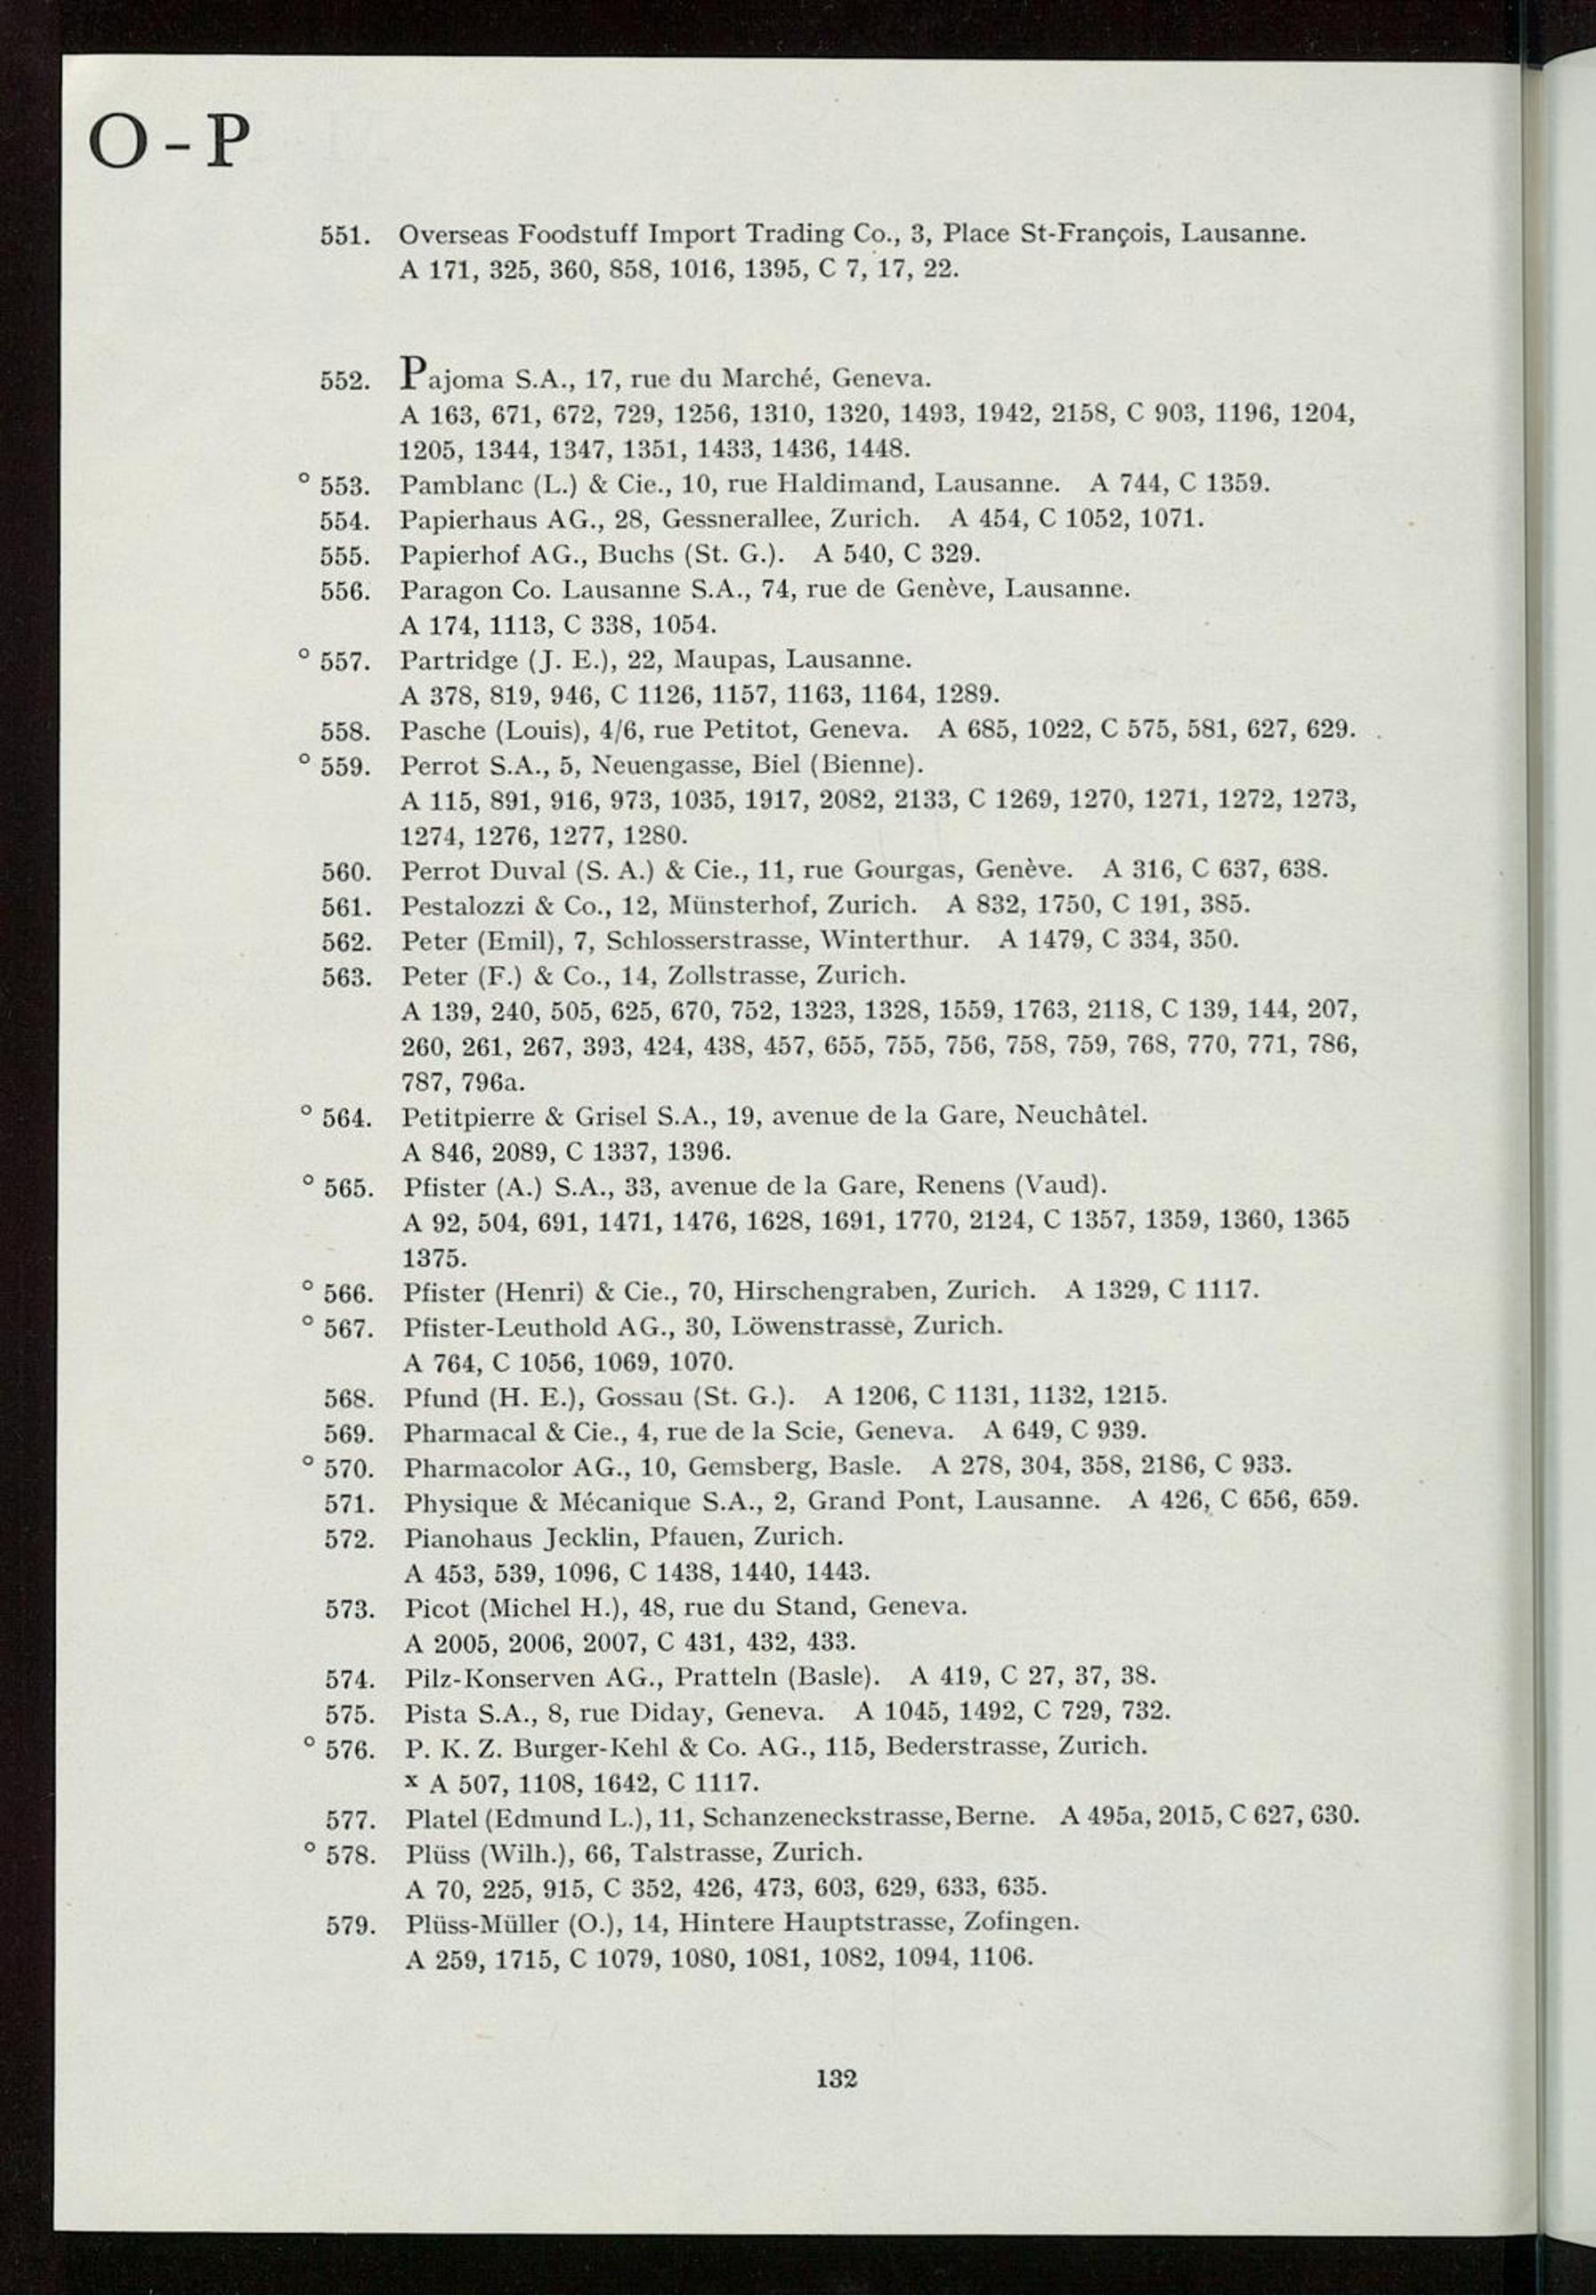 O-P
551. Overseas Foodstuff Import Trading Co., 3, Place St-François, Lausanne.
A 171, 325, 360, 858, 1016, 1395, C 7, 17, 22.
552. Pajoma S.A., 17, rue du Marché, Geneva.
A 163, 671, 672, 729, 1256, 1310, 1320, 1493, 1942, 2158, C 903, 1196, 1204,
1205, 1344, 1347, 1351, 1433, 1436, 1448.
° 553. Pamblanc (L.) & Cie., 10, rue Haldimand, Lausanne. A 744, C 1359.
554. Papierhaus AG., 28, Gessnerallee, Zurich. A 454, C 1052, 1071.
555. Papierhof AG., Buchs (St. G.). A 540, C 329.
556. Paragon Co. Lausanne S.A., 74, rue de Genève, Lausanne.
A 174, 1113, C 338, 1054.
° 557. Partridge (J. E.), 22, Maupas, Lausanne.
A 378, 819, 946, C 1126, 1157, 1163, 1164, 1289.
558. Pasche (Louis), 4/6, rue Petitot, Geneva. A 685, 1022, C 575, 581, 627, 629.
° 559. Perrot S.A., 5, Neuengasse, Biel (Bienne).
A 115, 891, 916, 973, 1035, 1917, 2082, 2133, C 1269, 1270, 1271, 1272, 1273,
1274, 1276, 1277, 1280.
560. Perrot Duval (S. A.) & Cie., 11, rue Gourgas, Genève. A 316, C 637, 638.
561. Pestalozzi & Co., 12, Münsterhof, Zurich. A 832, 1750, C 191, 385.
562. Peter (Emil), 7, Schlosserstrasse, Winterthur. A 1479, C 334, 350.
563. Peter (F.) & Co., 14, Zollstrasse, Zurich.
A 139, 240, 505, 625, 670, 752, 1323, 1328, 1559, 1763, 2118, C 139, 144, 207,
260, 261, 267, 393, 424, 438, 457, 655, 755, 756, 758, 759, 768, 770, 771, 786,
787, 796a.
° 564. Petitpierre & Grisel S.A., 19, avenue de la Gare, Neuchâtel.
A 846, 2089, C 1337, 1396.
° 565. Pfister (A.) S.A., 33, avenue de la Gare, Renens (Vaud).
A 92, 504, 691, 1471, 1476, 1628, 1691, 1770, 2124, C 1357, 1359, 1360, 1365
1375.
° 566. Pfister (Henri) & Cie., 70, Hirschengraben, Zurich. A 1329, C 1117.
° 567. Pfister-Leuthold AG., 30, Löwenstrasse, Zurich.
A 764, C 1056, 1069, 1070.
568. Pfund (H. E.), Gossau (St. G.). A 1206, C 1131, 1132, 1215.
569. Pharmacal & Cie., 4, rue de la Scie, Geneva. A 649, C 939.
° 570. Pharmacolor AG., 10, Gemsberg, Basle. A 278, 304, 358, 2186, C 933.
571. Physique & Mécanique S.A., 2, Grand Pont, Lausanne. A 426, C 656, 659.
572. Pianohaus Jecklin, Pfauen, Zurich.
A 453, 539, 1096, C 1438, 1440, 1443.
573. Picot (Michel H.), 48, rue du Stand, Geneva.
A 2005, 2006, 2007, C 431, 432, 433.
574. Pilz-Konserven AG., Pratteln (Basle). A 419, C 27, 37, 38.
575. Pista S.A., 8, rue Diday, Geneva. A 1045, 1492, C 729, 732.
° 576. P. K. Z. Burger-Kehl & Co. AG., 115, Bederstrasse, Zurich.
x A 507, 1108, 1642, C 1117.
577. Platel (Edmund L.), 11, Schanzeneckstrasse, Berne. A 495a, 2015, C 627, 630.
° 578. Plüss (Wilh.), 66, Talstrasse, Zurich.
A 70, 225, 915, C 352, 426, 473, 603, 629, 633, 635.
579. Plüss-Müller (O.), 14, Hintere Hauptstrasse, Zofingen.
A 259, 1715, C 1079, 1080, 1081, 1082, 1094, 1106.
132